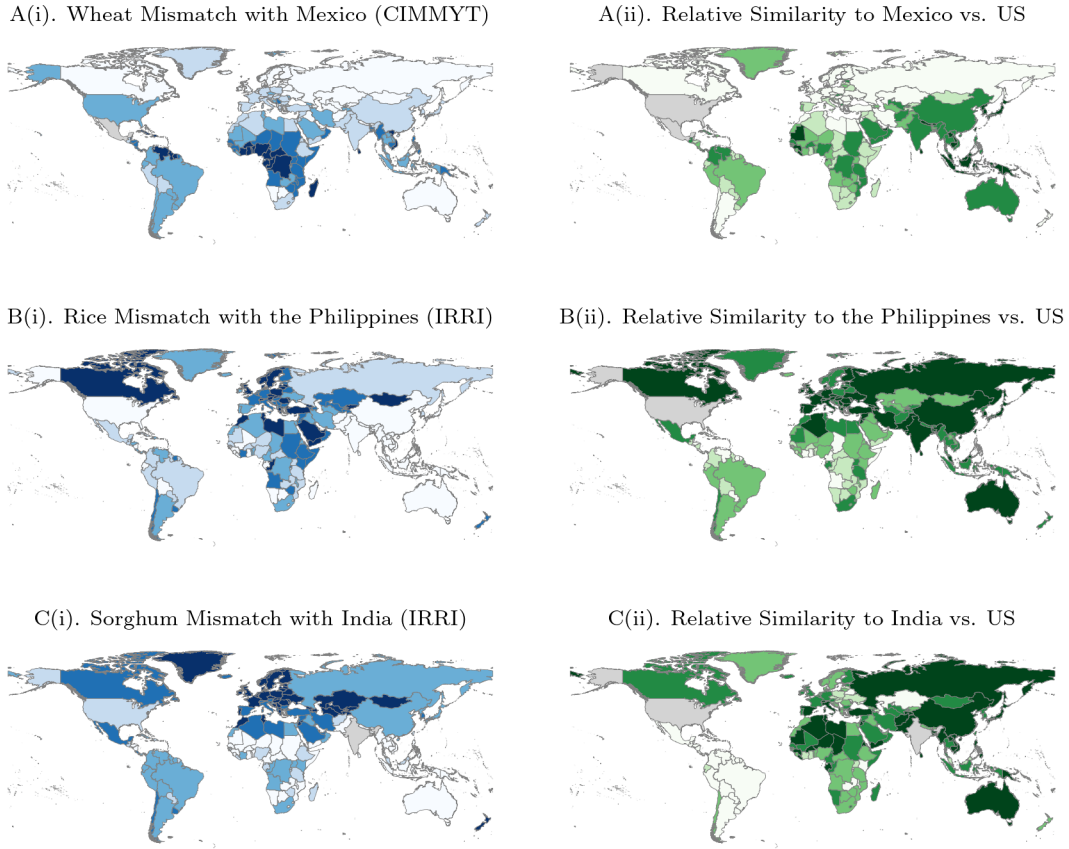 A(i). Wheat Mismatch with Mexico (CIMMYT)
A(ii). Relative Similarity to Mexico vs. US
B(i). Rice Mismatch with the Philippines (IRRI)
B(ii). Relative Similarity to the Philippines vs. US
C(i). Sorghum Mismatch with India (IRRI)
C(ii). Relative Similarity to India vs. US